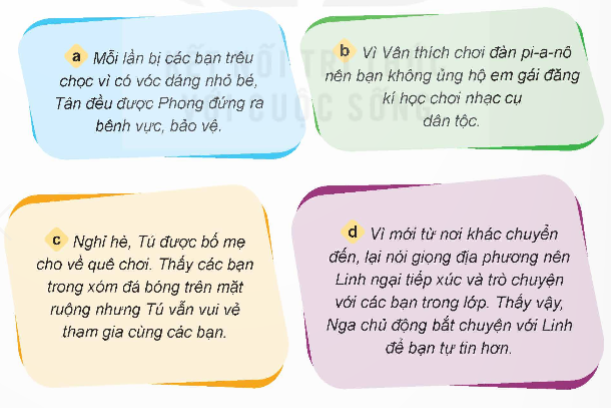 a Mỗi lần bị các bạn trêu
chọc vì có vóc dáng nhỏ bé,
Tân đều được Phong đứng ra
bênh vực, bảo vệ.
b Vì Vân thích chơi đàn pi-a-nô
nên bạn không ủng hộ em gái đăng
kí học chơi nhạc cụ
dân tộc.
c Nghỉ hè, Tú được bố mẹ
cho về quê chơi. Thấy các bạn
trong xóm đá bóng trên mặt
ruộng nhưng Tú vẫn vui vẻ
tham gia cùng các bạn.
d Vì mới từ nơi khác chuyển
đến, lại nói giọng địa phương nên
Linh ngại tiếp xúc và trò chuyện
với các bạn trong lớp. Thấy vậy,
Nga chủ động bắt chuyện với Linh
để bạn tự tin hơn.